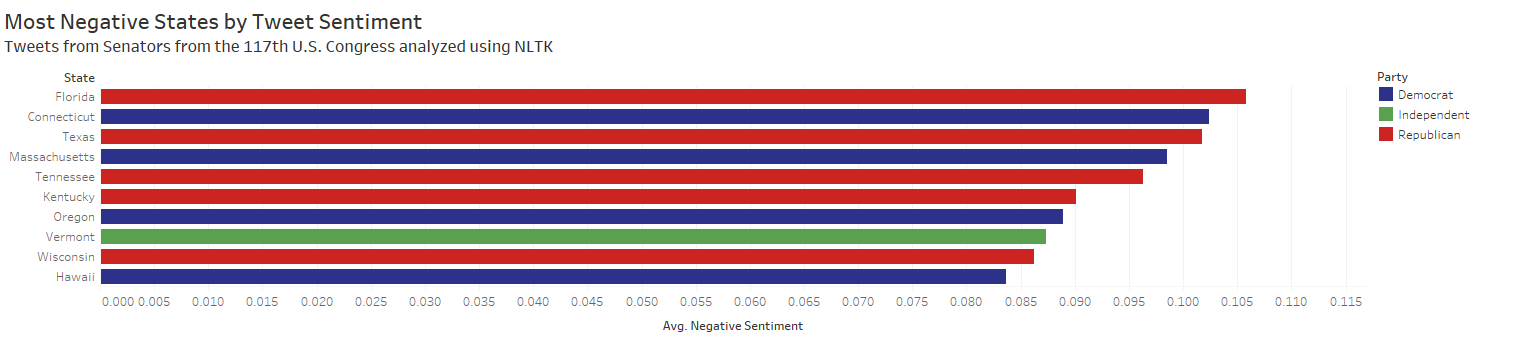 Most Negative States by Tweet Sentiment
Tweets from Senators from the 117th U.S. Congress analyzed using NLTK
State
Florida
Connecticut
Texas
Massachusetts
Tennessee
Kentucky
Oregon
Vermont
Wisconsin
Hawaii
0.000 0.005 0.010 0.015 0.020 0.025 0.030 0.035 0.040 0.045 0.050 0.055 0.060 0.065 0.070 0.075 0.080 0.085 0.090 0.095 0.100 0.105 0.110 0.115
Avg. Negative Sentiment
Party
Democrat
Independent
Republican